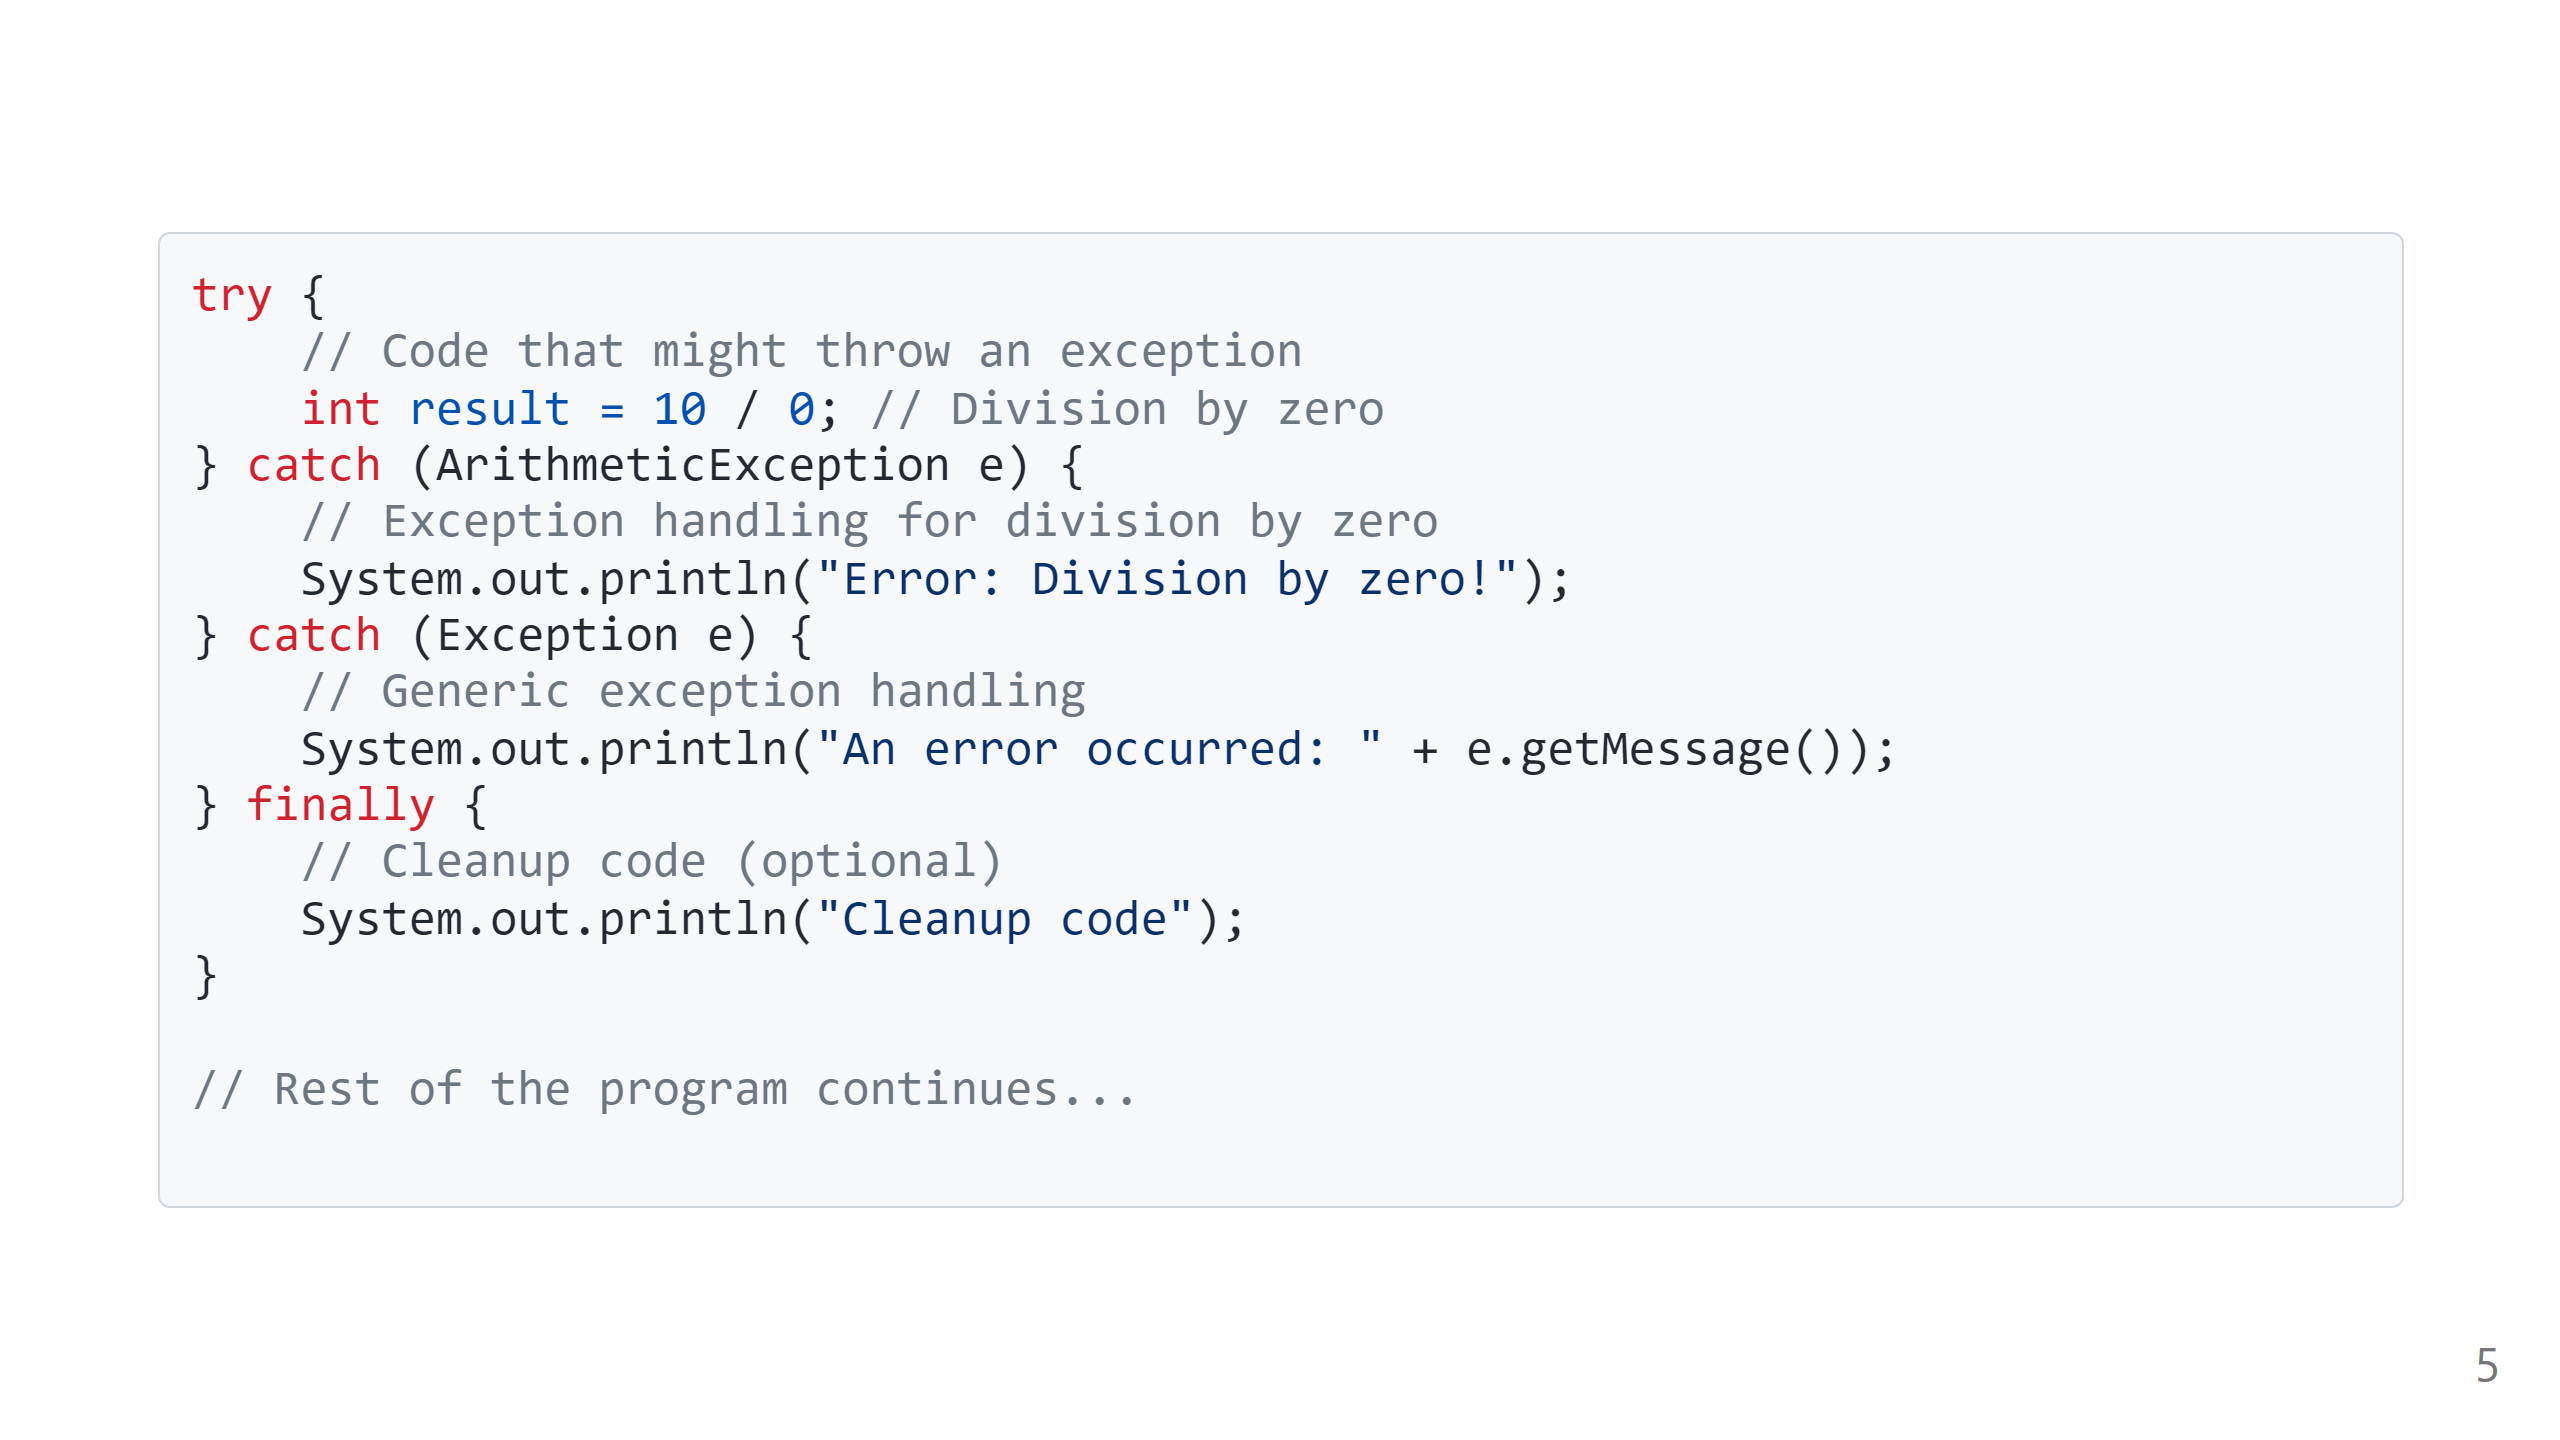 try {
    // Code that might throw an exception
    int result = 10 / 0; // Division by zero
} catch (ArithmeticException e) {
    // Exception handling for division by zero
    System.out.println("Error: Division by zero!");
} catch (Exception e) {
    // Generic exception handling
    System.out.println("An error occurred: " + e.getMessage());
} finally {
    // Cleanup code (optional)
    System.out.println("Cleanup code");
}

// Rest of the program continues...
5